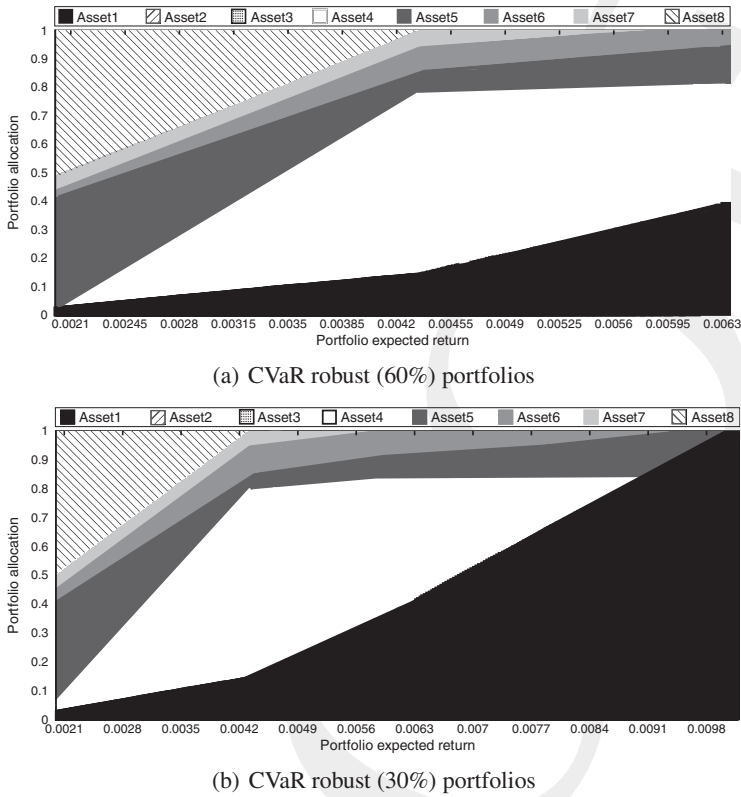 Asset1 Asset2 Asset3 Asset4 Asset5 Asset6 Asset7 Asset8
1
0.9
0.8
0.7
0.6
0.5
0.4
0.3
0.2
0.1
0
Portfolio allocation
0.0021 0.00245 0.0028 0.00315 0.0035 0.00385 0.0042 0.00455 0.0049 0.00525 0.0056 0.00595 0.0063
Portfolio expected return
(a) CVaR robust (60%) portfolios
Asset1 Asset2 Asset3 Asset4 Asset5 Asset6 Asset7 Asset8
1
0.9
0.8
0.7
0.6
0.5
0.4
0.3
0.2
0.1
0
Portfolio allocation
0.0021 0.0028 0.0035 0.0042 0.0049 0.0056 0.0063 0.007 0.0077 0.0084 0.0091 0.0098
Portfolio expected return
(b) CVaR robust (30%) portfolios